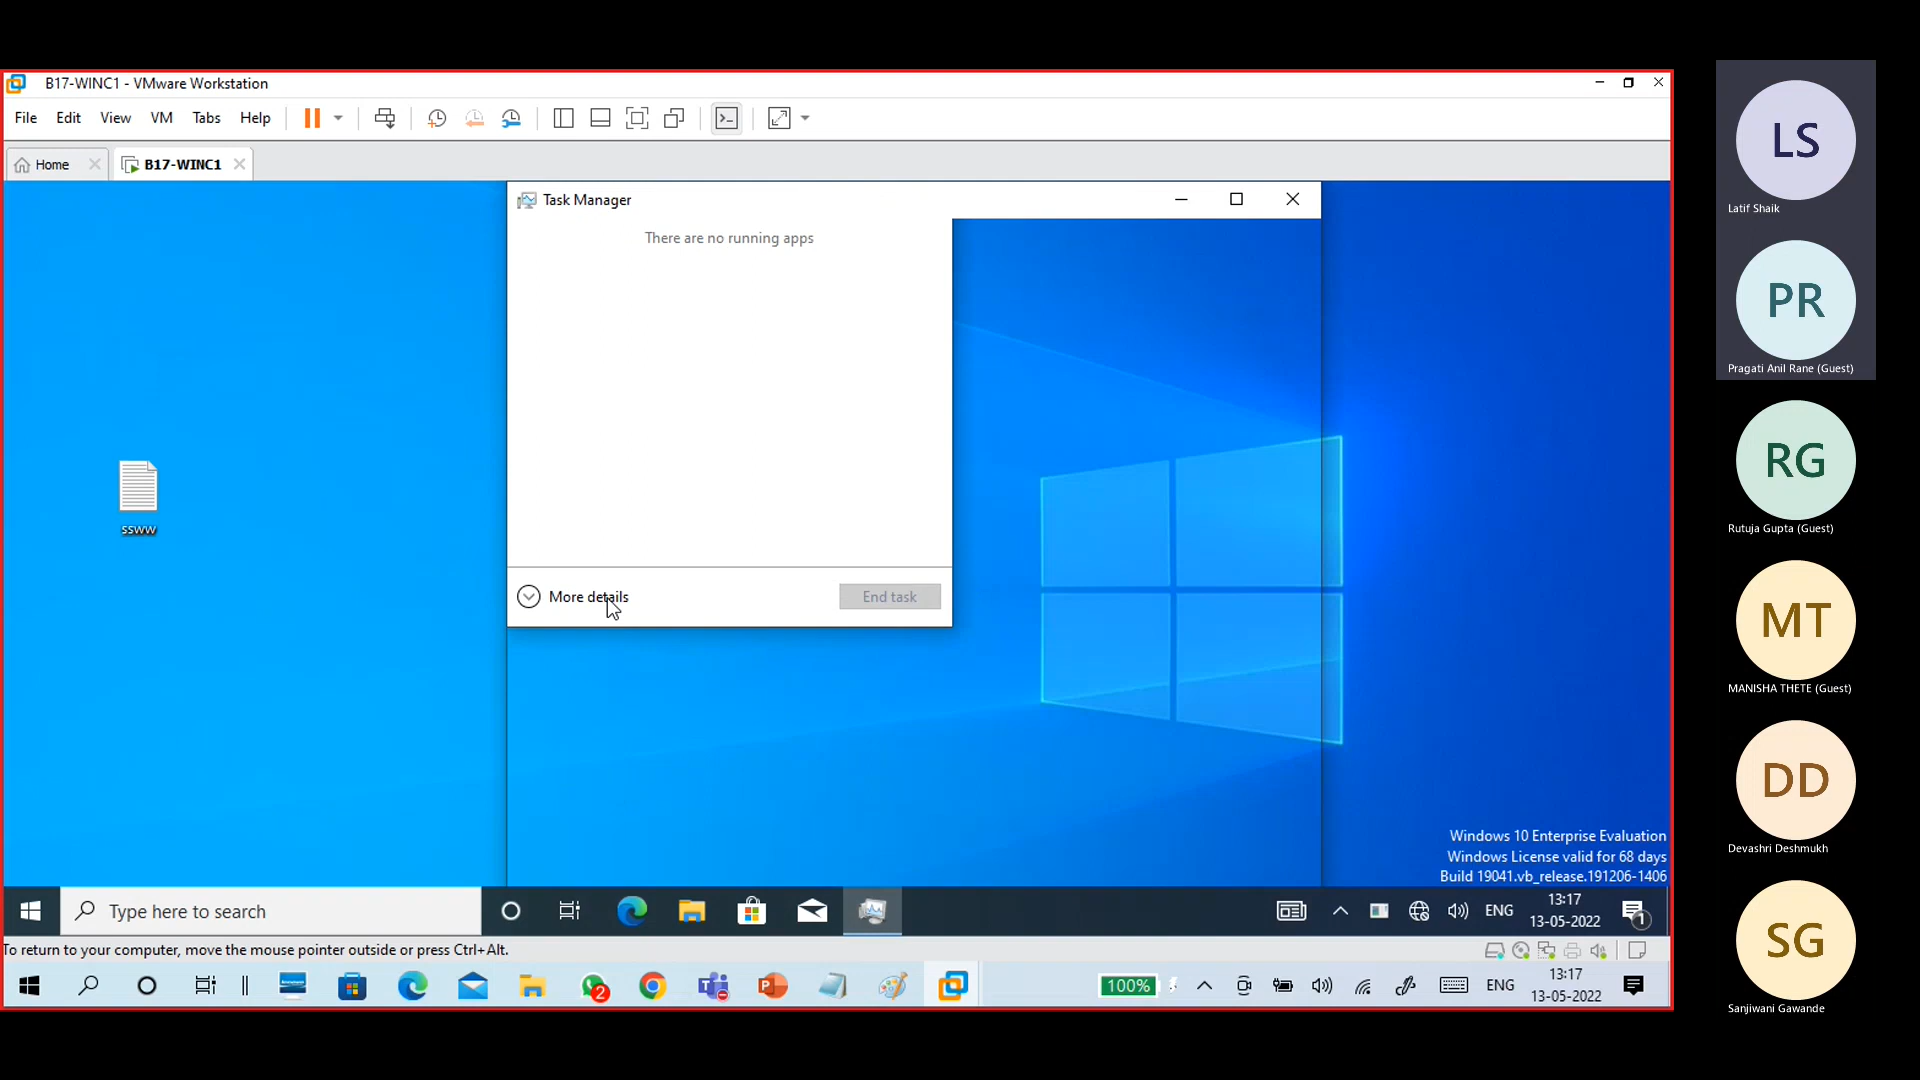 B17-WINC1 - VMware Workstation
File Edit View VM Tabs Help
Home B17-WINC1
Task Manager
There are no running apps
ssww
More details End task
Windows 10 Enterprise Evaluation
Windows License valid for 68 days
Build 19041.vb_release.191206-1406
Type here to search
ENG
13:17
13-05-2022
1
To return to your computer, move the mouse pointer outside or press Ctrl+Alt.
2
100%
ENG
13:17
13-05-2022
LS
Latif Shaik
PR
Pragati Anil Rane (Guest)
RG
Rutuja Gupta (Guest)
MT
MANISHA THETE (Guest)
DD
Devashri Deshmukh
SG
Sanjiwani Gawande